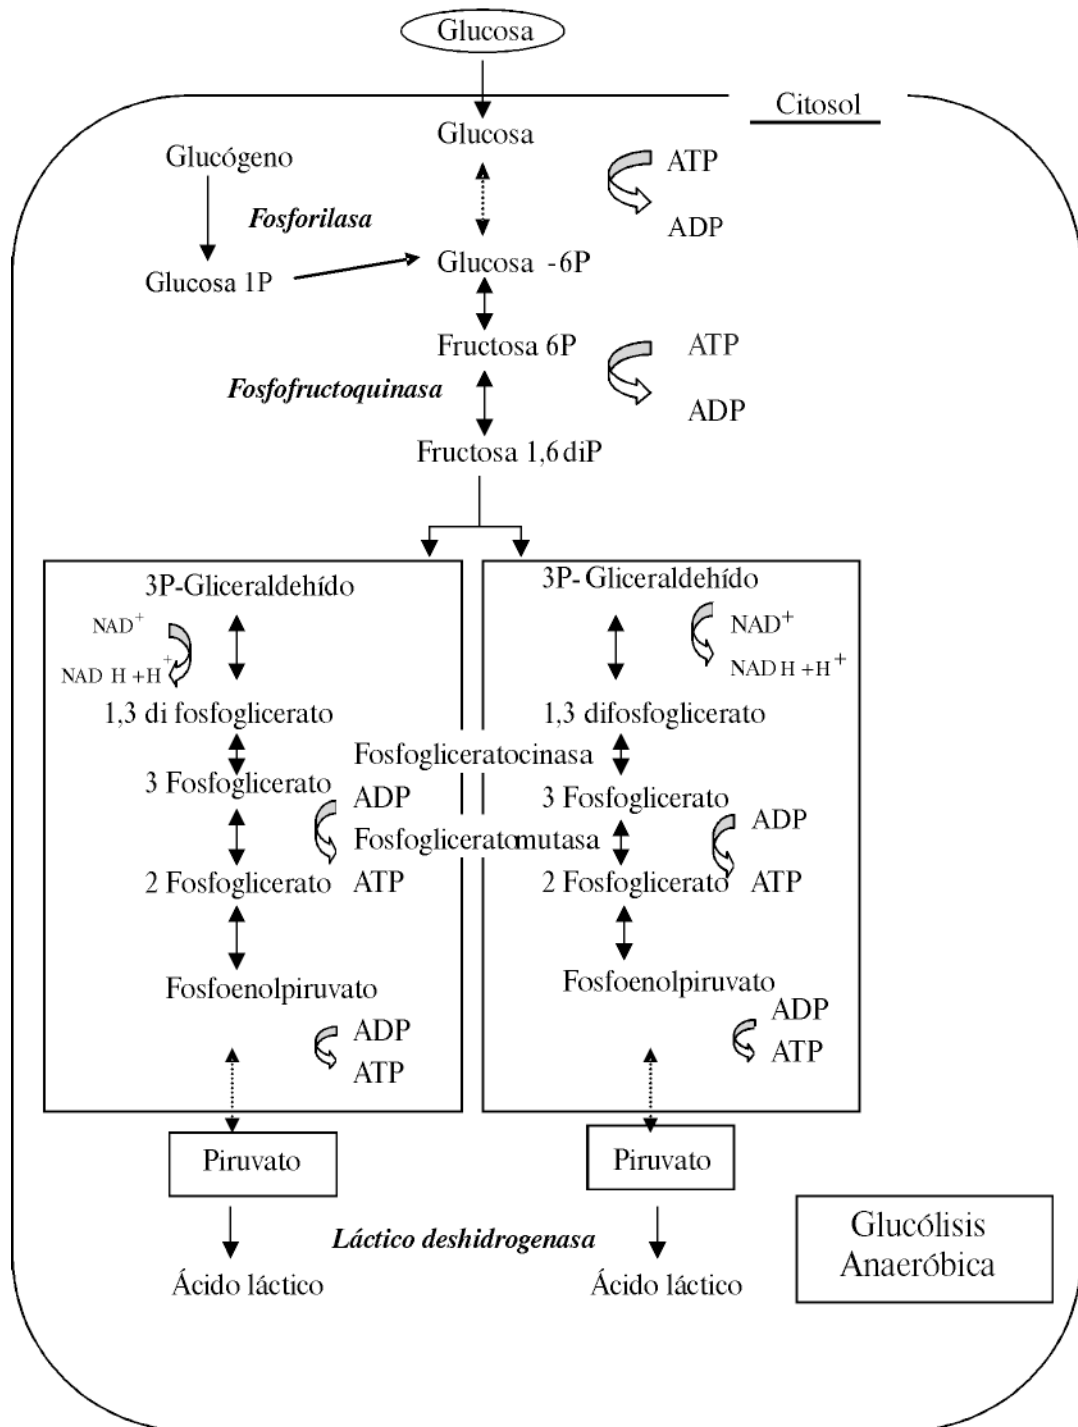 Glucosa
Citosol
Glucosa
Glucógeno
ATP
Fosforilasa
ADP
Glucosa 1P
Glucosa -6P
Fructosa 6P
ATP
Fosfofructoquinasa
ADP
Fructosa 1,6 diP
3P-Gliceraldehído
NAD+
NAD H +H+
1,3 di fosfoglicerato
3 Fosfoglicerato
ADP
2 Fosfoglicerato
ATP
Fosfoenolpiruvato
ADP
ATP
Fosfogliceratocinasa
Fosfogliceratomutasa
3P- Gliceraldehído
NAD+
NAD H +H+
1,3 difosfoglicerato
3 Fosfoglicerato
ADP
2 Fosfoglicerato
ATP
Fosfoenolpiruvato
ADP
ATP
Piruvato
Piruvato
Láctico deshidrogenasa
Ácido láctico
Ácido láctico
Glucólisis
Anaeróbica